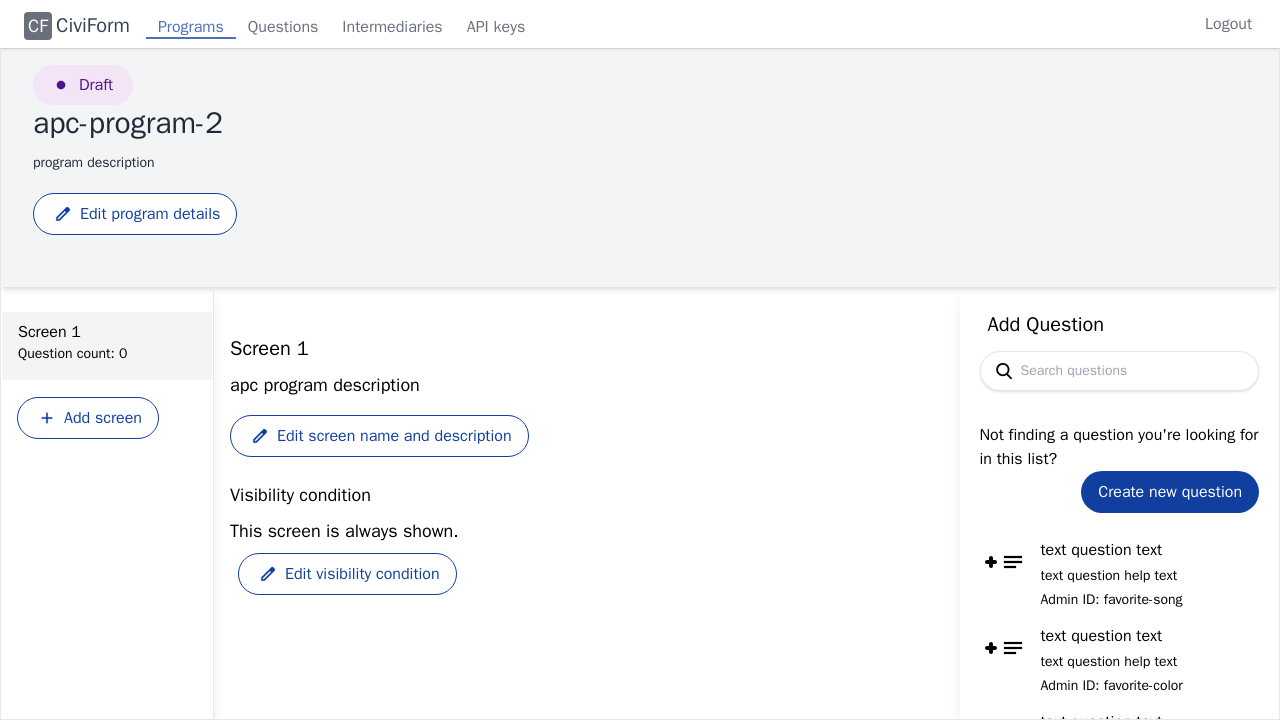 CF CiviForm Programs Questions Intermediaries API keys Logout
Draft
apc-program-2
program description
Edit program details
Screen 1
Question count: 0
Add screen
Screen 1
apc program description
Edit screen name and description
Visibility condition
This screen is always shown.
Edit visibility condition
Add Question
Search questions
Not finding a question you're looking for
in this list?
Create new question
text question text
text question help text
Admin ID: favorite-song
text question text
text question help text
Admin ID: favorite-color